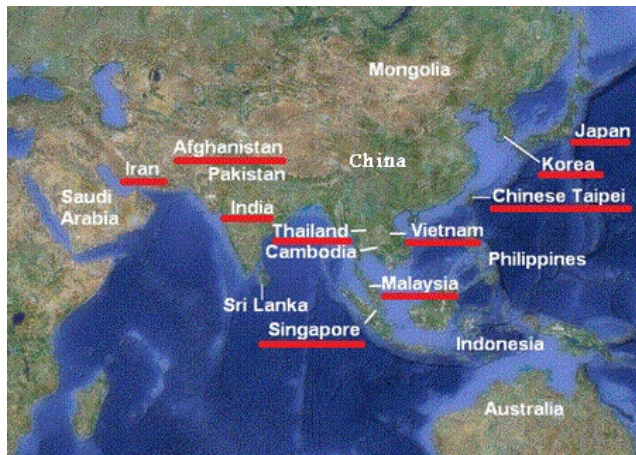 Mongolia
Japan
Afghanistan
China
Korea
Iran
Pakistan
Saudi
Arabia
Chinese Taipei
India
Thailand
Vietnam
Cambodia
Philippines
Malaysia
Sri Lanka
Singapore
Indonesia
Australia